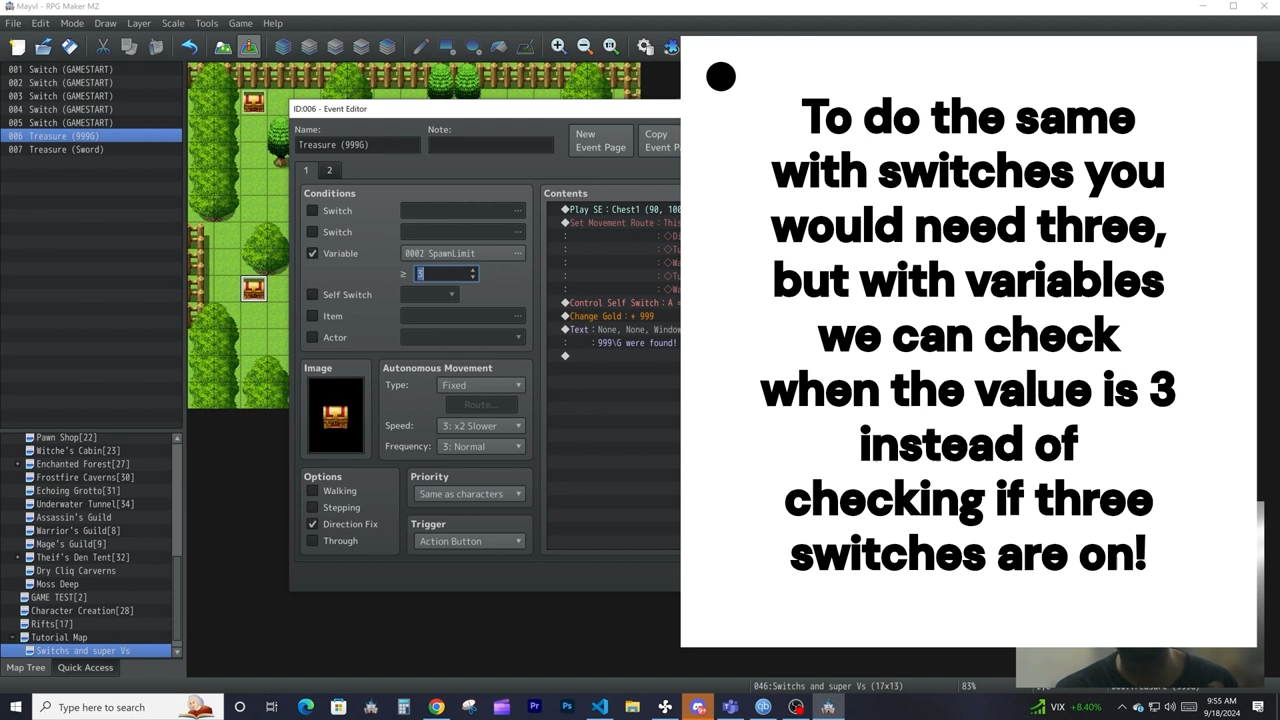 Mayvl - RPG Maker MZ
File Edit Mode Draw Layer Scale Tools Game Help
001 Switch (GAMESTART)
002 Switch (GAMESTART)
003 Switch (GAMESTART)
004 Switch (GAMESTART)
005 Switch (GAMESTART)
006 Treasure (999G)
007 Treasure (Sword)
ID:006 - Event Editor
Name:
Note:
Treasure (999G)
New
Event Page
Copy
Event Pa
1 2
Conditions
Switch
Switch
Variable 0002 SpawnLimit
≥ 3
Self Switch
Item
Actor
Contents
◆Play SE：Chest1 (90, 100
◆Set Movement Route：This
： ：◇Di
： ：◇Tu
： ：◇Wa
： ：◇Tu
： ：◇Wa
◆Control Self Switch：A =
◆Change Gold：+ 999
◆Text：None, None, Window
： ：999\G were found!
◆
Image
Autonomous Movement
Type: Fixed
Route...
Speed: 3: x2 Slower
Frequency: 3: Normal
Options
Walking
Stepping
Direction Fix
Through
Priority
Same as characters
Trigger
Action Button
To do the same
with switches you
would need three,
but with variables
we can check
when the value is 3
instead of
checking if three
switches are on!
Pawn Shop[22]
Witche's Cabin[23]
Enchanted Forest[27]
Frostfire Caverns[30]
Echoing Grotto[31]
Underwater Tunnel[34]
Assassin's Guild
Warrior's Guild[8]
Mage's Guild[9]
Theif's Den Tent[32]
Dry Cliq Carverns
Moss Deep
GAME TEST[2]
Character Creation[28]
Rifts[17]
Tutorial Map
Switchs and super Vs
Map Tree Quick Access
046:Switchs and super Vs (17×13) 83%
Type here to search
VIX +8.40%
9:55 AM
9/18/2024